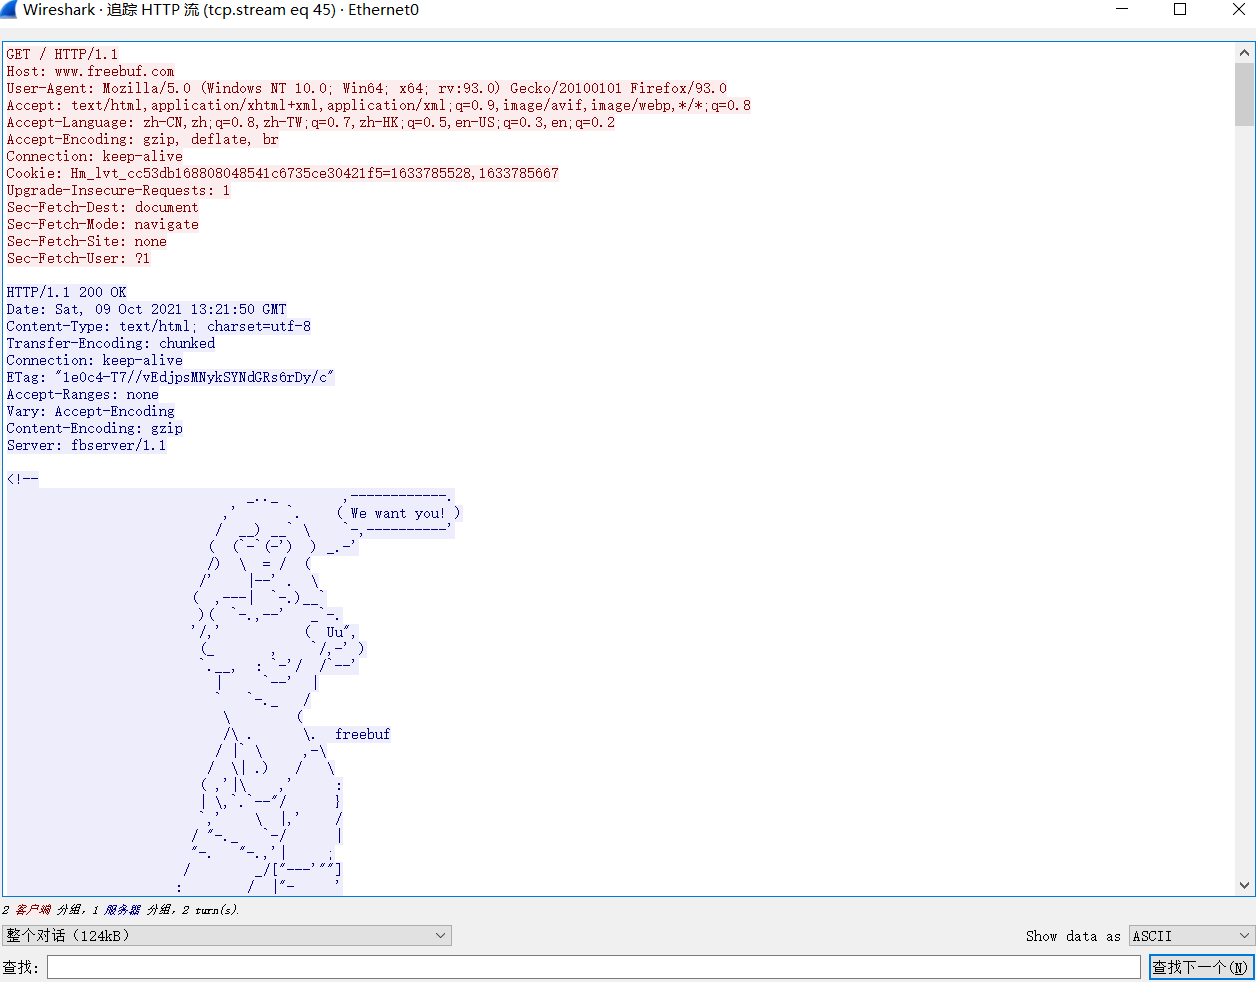 Wireshark · 追踪 HTTP 流 (tcp.stream eq 45) · Ethernet0
GET / HTTP/1.1
Host: www.freebuf.com
User-Agent: Mozilla/5.0 (Windows NT 10.0; Win64; x64; rv:93.0) Gecko/20100101 Firefox/93.0
Accept: text/html,application/xhtml+xml,application/xml;q=0.9,image/avif,image/webp,*/*;q=0.8
Accept-Language: zh-CN,zh;q=0.8,zh-TW;q=0.7,zh-HK;q=0.5,en-US;q=0.3,en;q=0.2
Accept-Encoding: gzip, deflate, br
Connection: keep-alive
Cookie: Hm_lvt_cc53db168808048541c6735ce30421f5=1633785528,1633785667
Upgrade-Insecure-Requests: 1
Sec-Fetch-Dest: document
Sec-Fetch-Mode: navigate
Sec-Fetch-Site: none
Sec-Fetch-User: ?1
HTTP/1.1 200 OK
Date: Sat, 09 Oct 2021 13:21:50 GMT
Content-Type: text/html; charset=utf-8
Transfer-Encoding: chunked
Connection: keep-alive
ETag: "1e0c4-T7//vEdjpsMNykSYNdGRs6rDy/c"
Accept-Ranges: none
Vary: Accept-Encoding
Content-Encoding: gzip
Server: fbserver/1.1
<!--
( We want you! )
( Uu",
freebuf
2 客户端 分组，1 服务器 分组，2 turn(s).
整个对话（124kB）
Show data as ASCII
查找:
查找下一个(N)